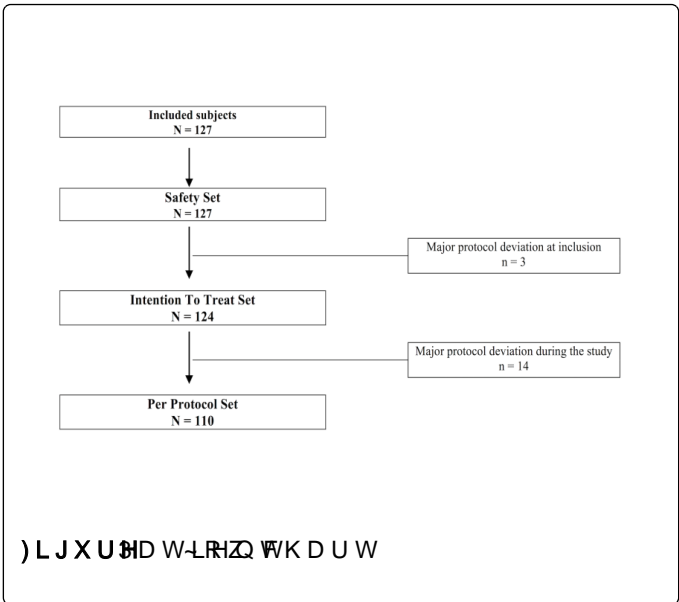 Included subjects
N = 127
Safety Set
N = 127
Major protocol deviation at inclusion
n = 3
Intention To Treat Set
N = 124
Major protocol deviation during the study
n = 14
Per Protocol Set
N = 110